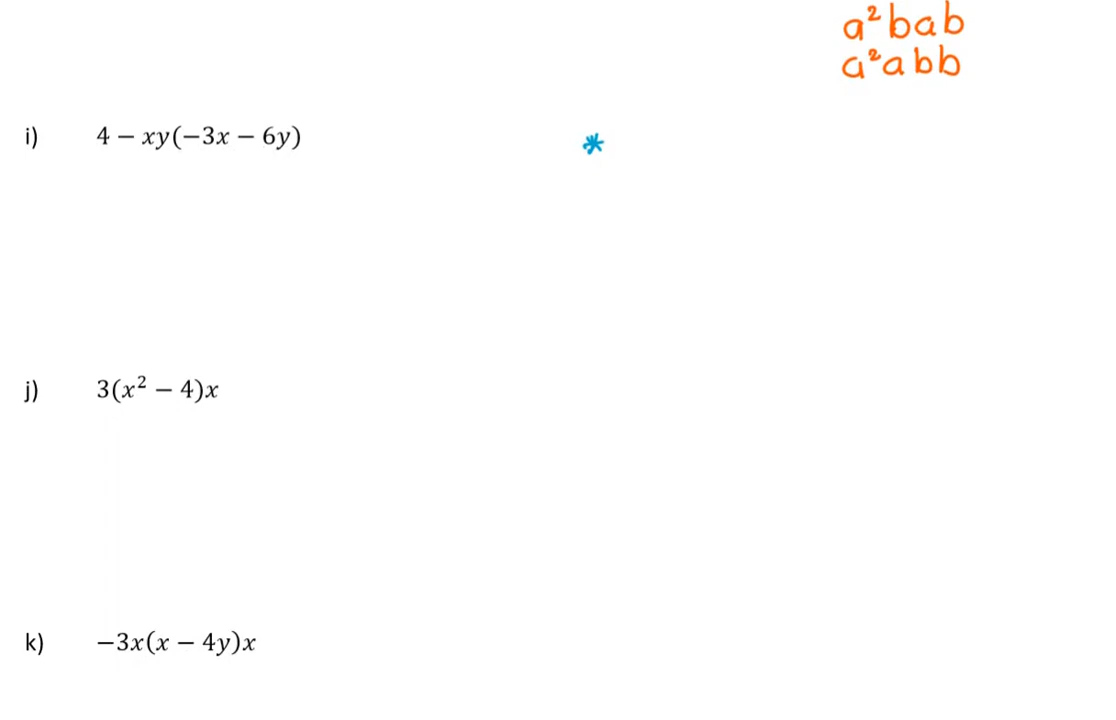 a²bab
a²abb
i) 4 − xy(−3x − 6y)
*
j) 3(x² − 4)x
k) −3x(x − 4y)x